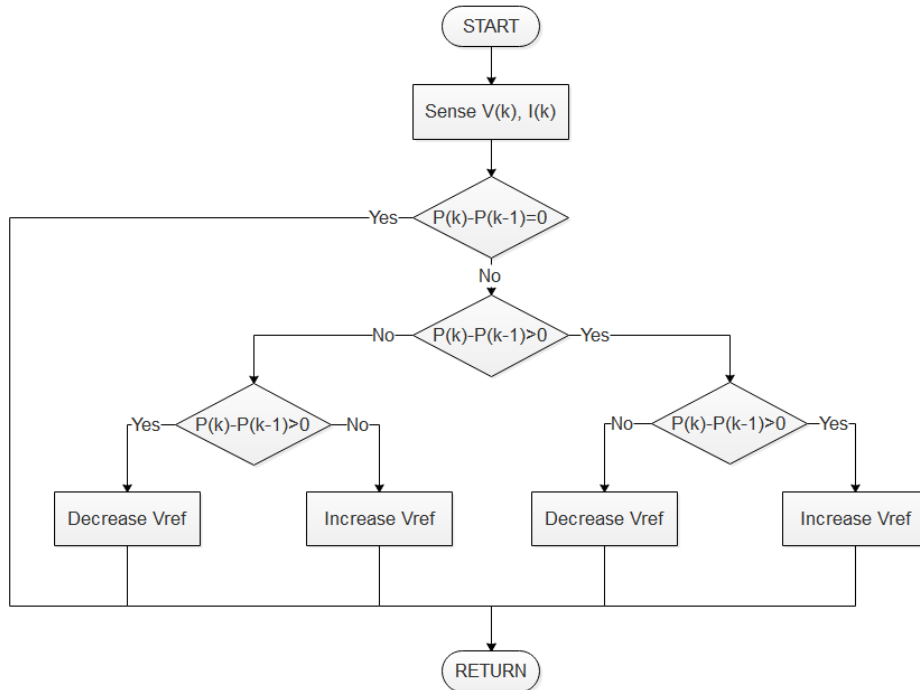 START
Sense V(k), I(k)
Yes
P(k)-P(k-1)=0
No
No
P(k)-P(k-1)>0
Yes
Yes
P(k)-P(k-1)>0
No
No
P(k)-P(k-1)>0
Yes
Decrease Vref
Increase Vref
Decrease Vref
Increase Vref
RETURN